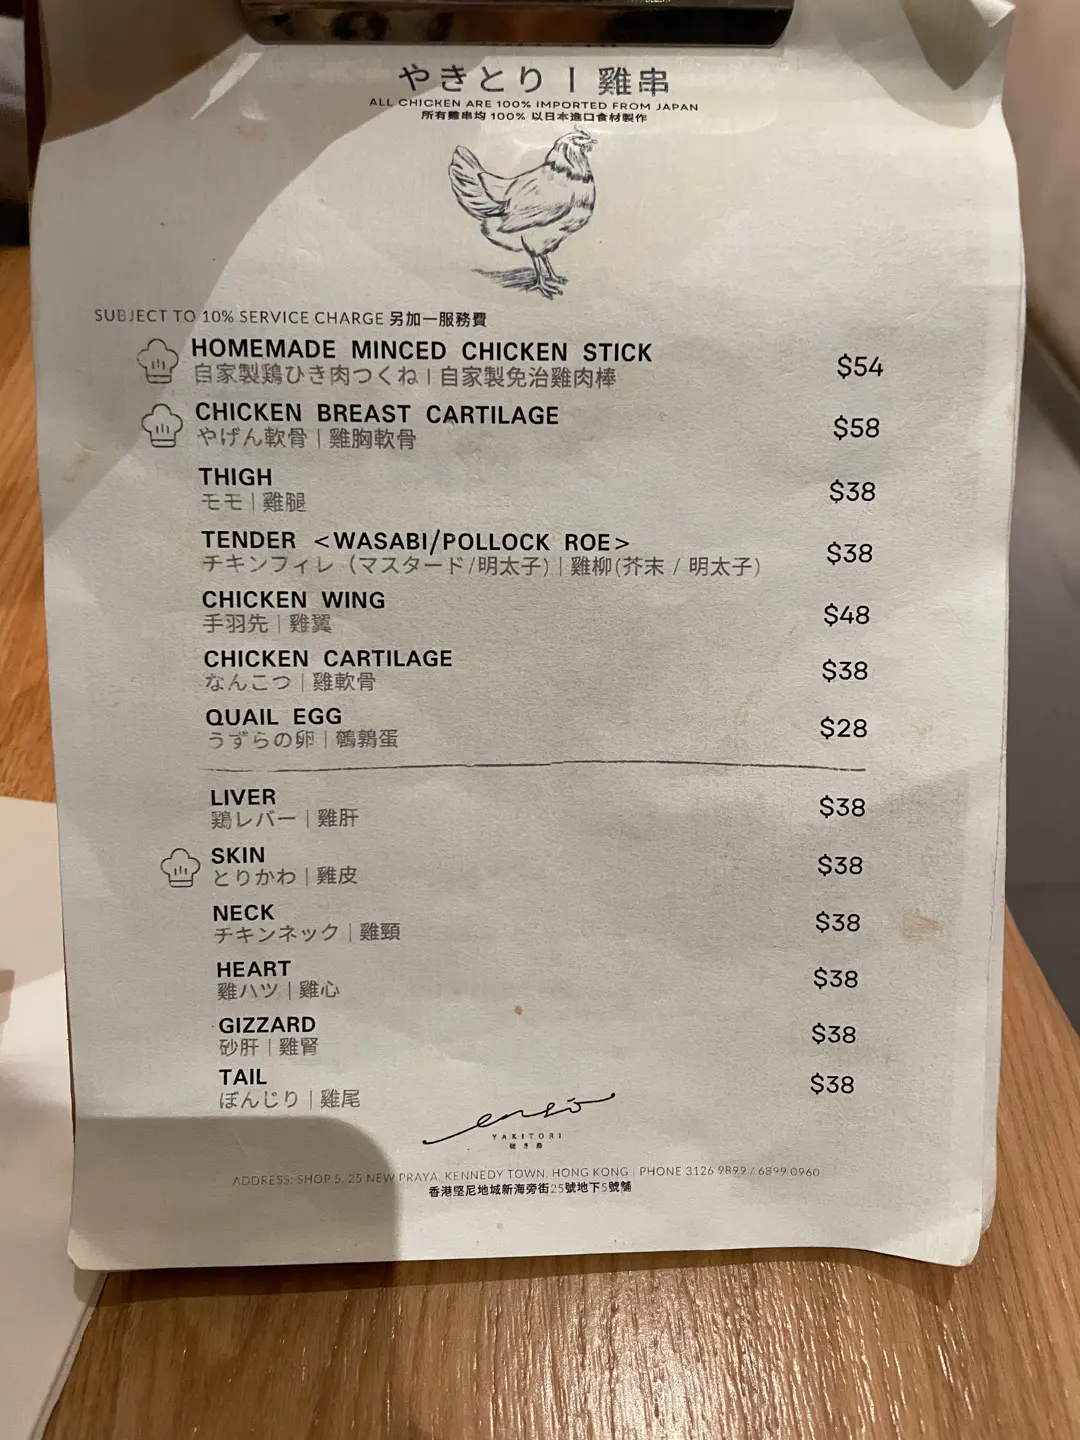 やきとり | 雞串
ALL CHICKEN ARE 100% IMPORTED FROM JAPAN
所有雞串均 100% 以日本進口食材製作
SUBJECT TO 10% SERVICE CHARGE 另加一服務費
HOMEMADE MINCED CHICKEN STICK $54
自家製鶏ひき肉つくね | 自家製免治雞肉棒
CHICKEN BREAST CARTILAGE $58
やげん軟骨 | 雞胸軟骨
THIGH $38
モモ | 雞腿
TENDER <WASABI/POLLOCK ROE> $38
チキンフィレ（マスタード/明太子) | 雞柳(芥末 / 明太子）
CHICKEN WING $48
手羽先 | 雞翼
CHICKEN CARTILAGE $38
なんこつ | 雞軟骨
QUAIL EGG $28
うずらの卵 | 鵪鶉蛋
LIVER $38
鶏レバー | 雞肝
SKIN $38
とりかわ | 雞皮
NECK $38
チキンネック | 雞頸
HEART $38
雞ハツ | 雞心
GIZZARD $38
砂肝 | 雞腎
TAIL $38
ぼんじり | 雞尾
ensō
YAKITORI
焼き鳥
ADDRESS: SHOP 5, 25 NEW PRAYA, KENNEDY TOWN, HONG KONG | PHONE 3126 9899 / 6899 0960
香港堅尼地城新海旁街25號地下5號舖